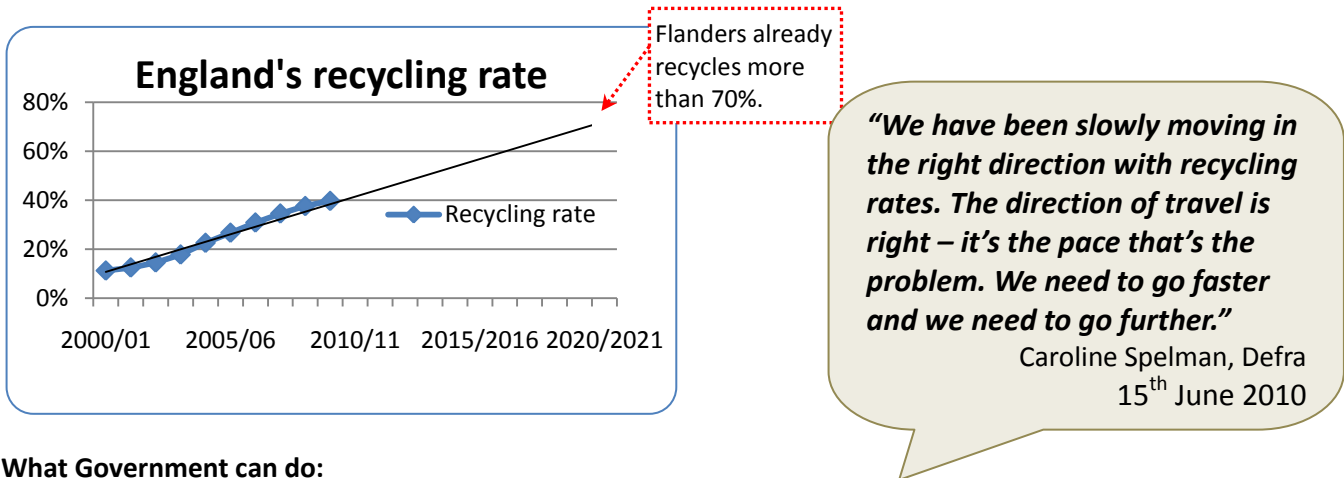 England's recycling rate
80%
60%
40%
20%
0%
Recycling rate
2000/01 2005/06 2010/11 2015/2016 2020/2021
Flanders already
recycles more
than 70%.
“We have been slowly moving in
the right direction with recycling
rates. The direction of travel is
right – it’s the pace that’s the
problem. We need to go faster
and we need to go further.”
Caroline Spelman, Defra
15th June 2010
What Government can do: